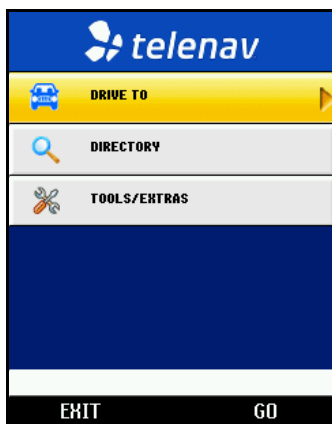 telenav
DRIVE TO
DIRECTORY
TOOLS/EXTRAS
EXIT GO